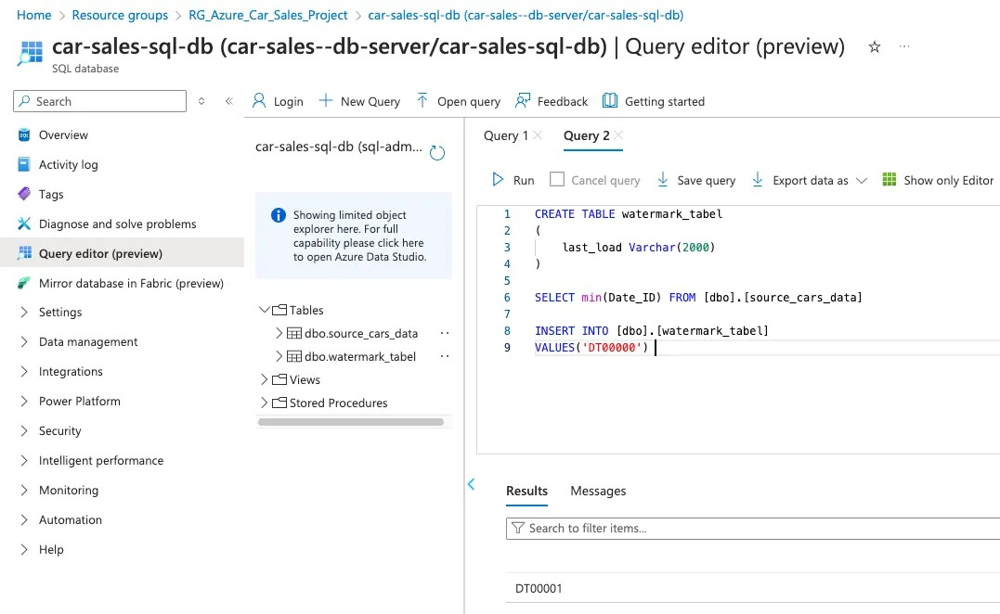 Home > Resource groups > RG_Azure_Car_Sales_Project > car-sales-sql-db (car-sales--db-server/car-sales-sql-db)
car-sales-sql-db (car-sales--db-server/car-sales-sql-db) | Query editor (preview)
SQL database
Search
Login
New Query
Open query
Feedback
Getting started
Overview
Activity log
Tags
Diagnose and solve problems
Query editor (preview)
Mirror database in Fabric (preview)
Settings
Data management
Integrations
Power Platform
Security
Intelligent performance
Monitoring
Automation
Help
car-sales-sql-db (sql-adm...
Showing limited object
explorer here. For full
capability please click here
to open Azure Data Studio.
Tables
dbo.source_cars_data
dbo.watermark_tabel
Views
Stored Procedures
Query 1
Query 2
Run
Cancel query
Save query
Export data as
Show only Editor
1 CREATE TABLE watermark_tabel
2 (
3 last_load Varchar(2000)
4 )
5
6 SELECT min(Date_ID) FROM [dbo].[source_cars_data]
7
8 INSERT INTO [dbo].[watermark_tabel]
9 VALUES('DT00000')
Results
Messages
Search to filter items...
DT00001